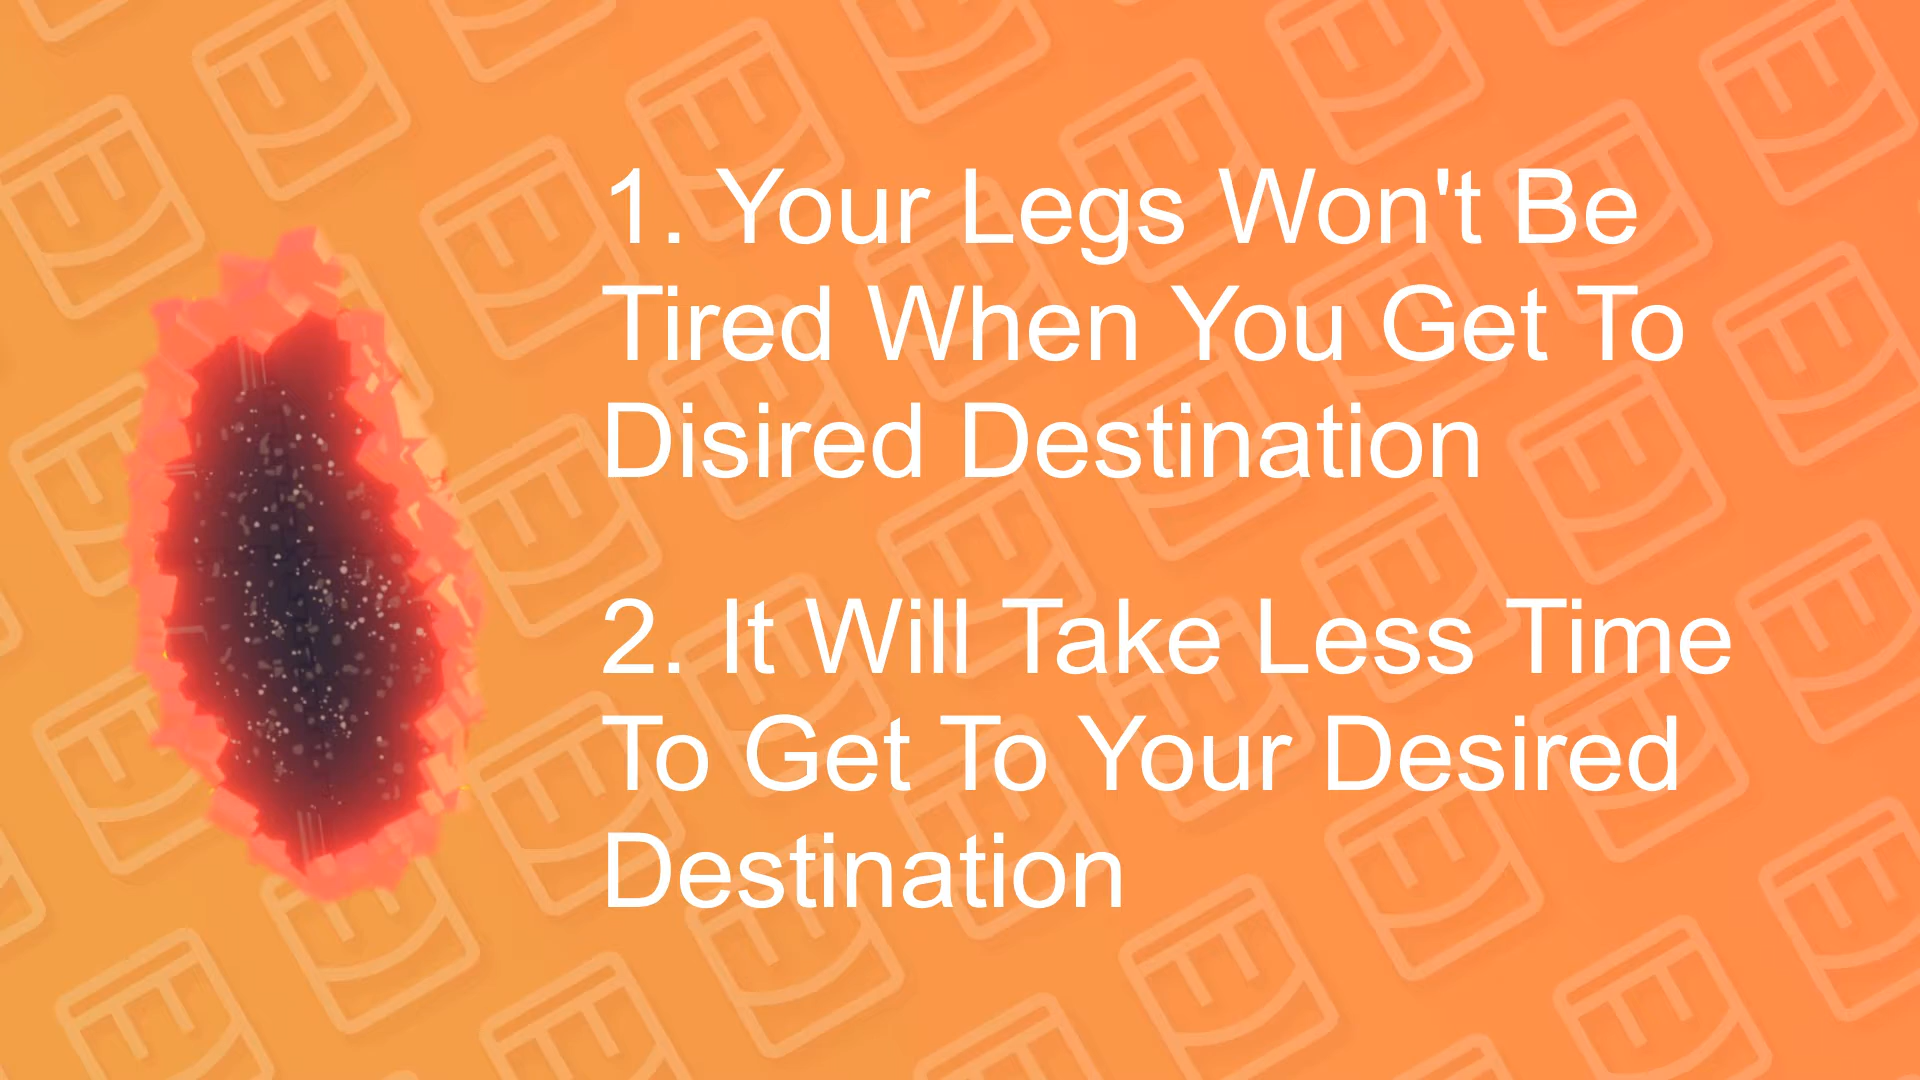 1. Your Legs Won't Be
Tired When You Get To
Disired Destination
2. It Will Take Less Time
To Get To Your Desired
Destination